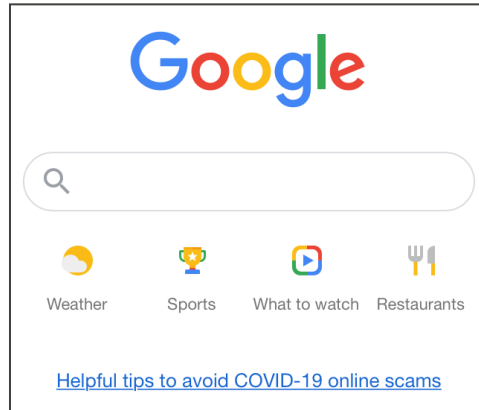 Google
Weather Sports What to watch Restaurants
Helpful tips to avoid COVID-19 online scams